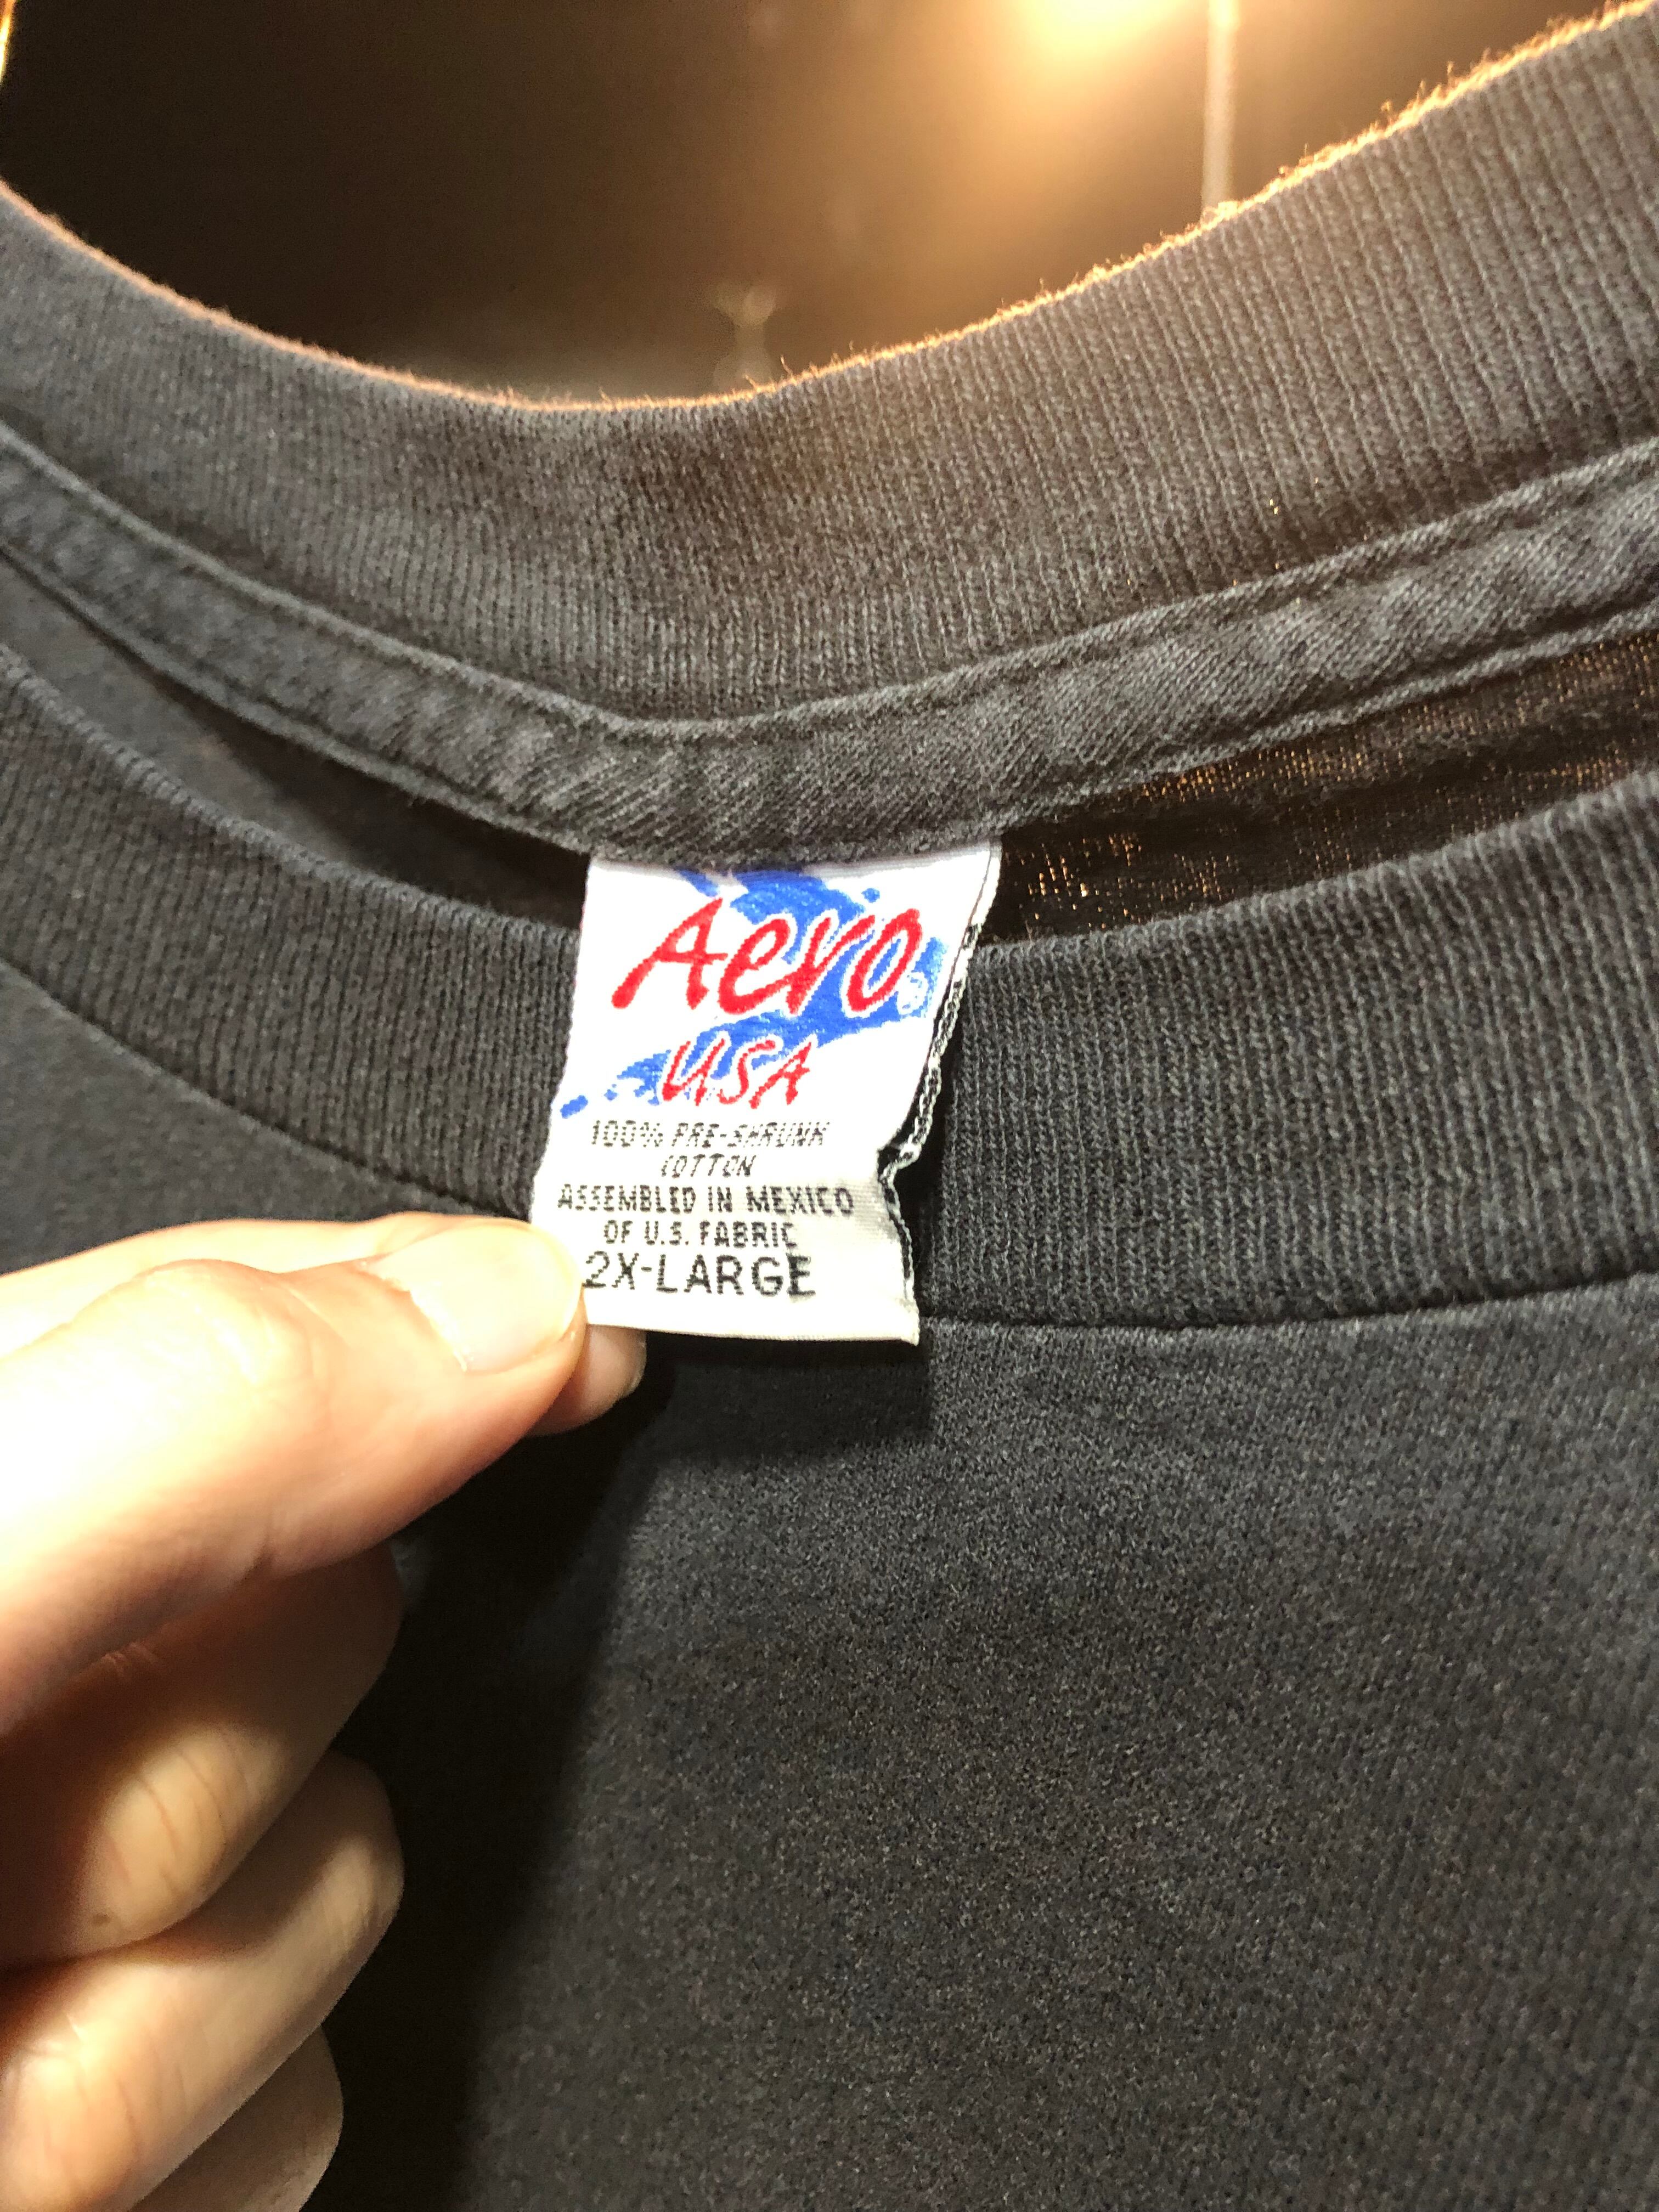 Aero®
USA
100% PRE-SHRUNK
COTTON
ASSEMBLED IN MEXICO
OF U.S. FABRIC
2X-LARGE